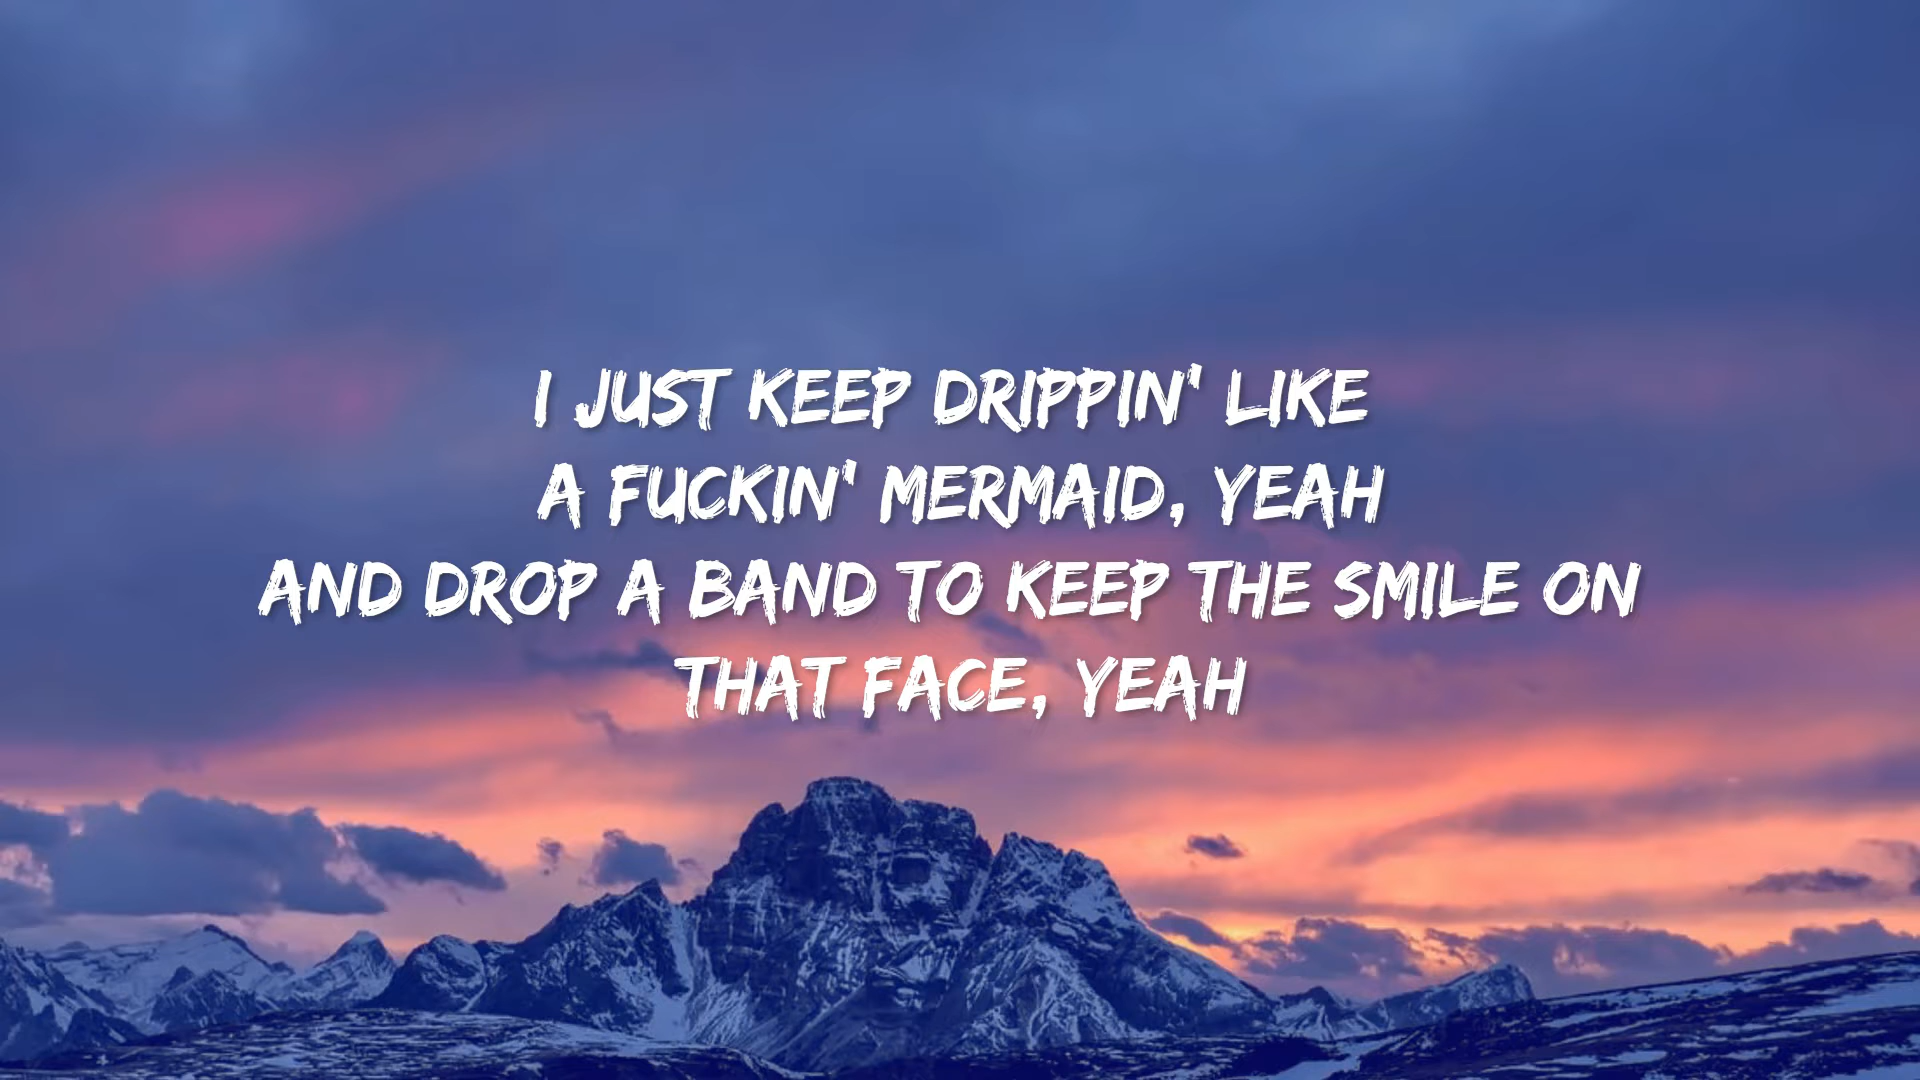 I JUST KEEP DRIPPIN' LIKE
A FUCKIN' MERMAID, YEAH
AND DROP A BAND TO KEEP THE SMILE ON
THAT FACE, YEAH